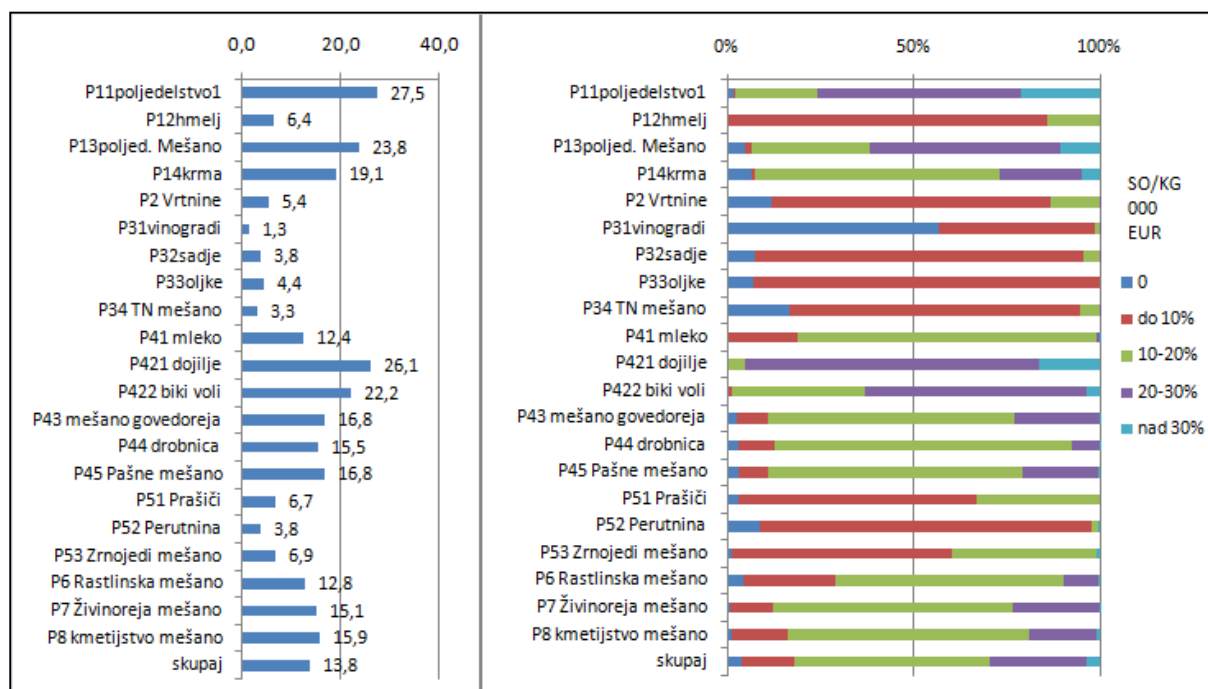 0,0 20,0 40,0
P11poljedelstvo1 27,5
P12hmelj 6,4
P13poljed. Mešano 23,8
P14krma 19,1
P2 Vrtnine 5,4
P31vinogradi 1,3
P32sadje 3,8
P33oljke 4,4
P34 TN mešano 3,3
P41 mleko 12,4
P421 dojilje 26,1
P422 biki voli 22,2
P43 mešano govedoreja 16,8
P44 drobnica 15,5
P45 Pašne mešano 16,8
P51 Prašiči 6,7
P52 Perutnina 3,8
P53 Zrnojedi mešano 6,9
P6 Rastlinska mešano 12,8
P7 Živinoreja mešano 15,1
P8 kmetijstvo mešano 15,9
skupaj 13,8
0% 50% 100%
P11poljedelstvo1
P12hmelj
P13poljed. Mešano
P14krma
P2 Vrtnine
P31vinogradi
P32sadje
P33oljke
P34 TN mešano
P41 mleko
P421 dojilje
P422 biki voli
P43 mešano govedoreja
P44 drobnica
P45 Pašne mešano
P51 Prašiči
P52 Perutnina
P53 Zrnojedi mešano
P6 Rastlinska mešano
P7 Živinoreja mešano
P8 kmetijstvo mešano
skupaj
SO/KG
000
EUR
0
do 10%
10-20%
20-30%
nad 30%